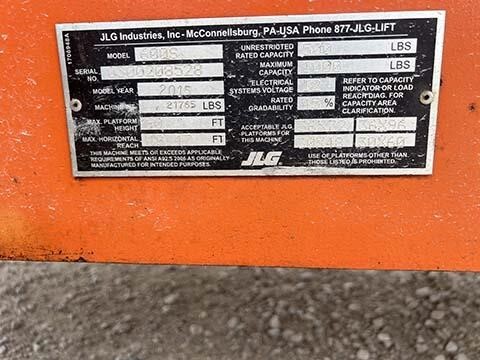 JLG Industries, Inc - McConnellsburg, PA-USA Phone 877-JLG-LIFT
1706948A
MODEL 600S
SERIAL NO.
MODEL YEAR 2015
21765 LBS
MAX. PLATFORM HEIGHT FT
MAX. HORIZONTAL REACH FT
THIS MACHINE MEETS OR EXCEEDS APPLICABLE
REQUIREMENTS OF ANSI A92.5 2006 AS ORIGINALLY
MANUFACTURED FOR INTENDED PURPOSES.
UNRESTRICTED RATED CAPACITY LBS
MAXIMUM CAPACITY LBS
ELECTRICAL SYSTEMS VOLTAGE
RATED GRADABILITY %
REFER TO CAPACITY
INDICATOR OR LOAD
REACH DIAG. FOR
CAPACITY AREA
CLARIFICATION.
ACCEPTABLE JLG
PLATFORMS FOR
THIS MACHINE
36X96
JLG
USE OF PLATFORMS OTHER THAN
THOSE LISTED IS PROHIBITED.